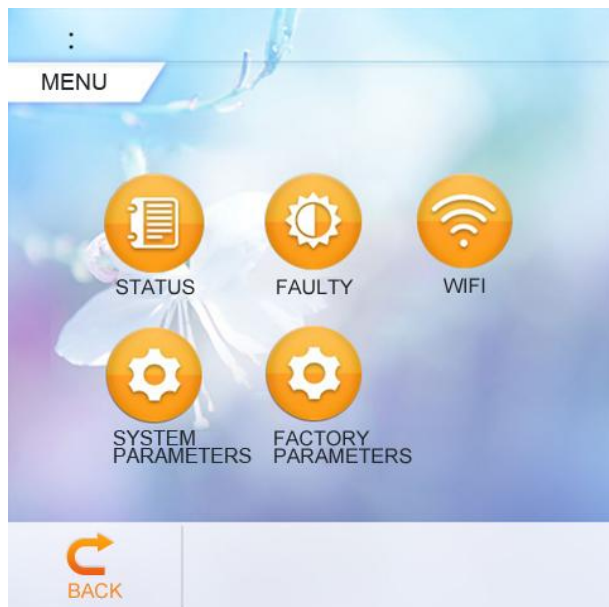 :
MENU
STATUS
FAULTY
WIFI
SYSTEM
PARAMETERS
FACTORY
PARAMETERS
BACK